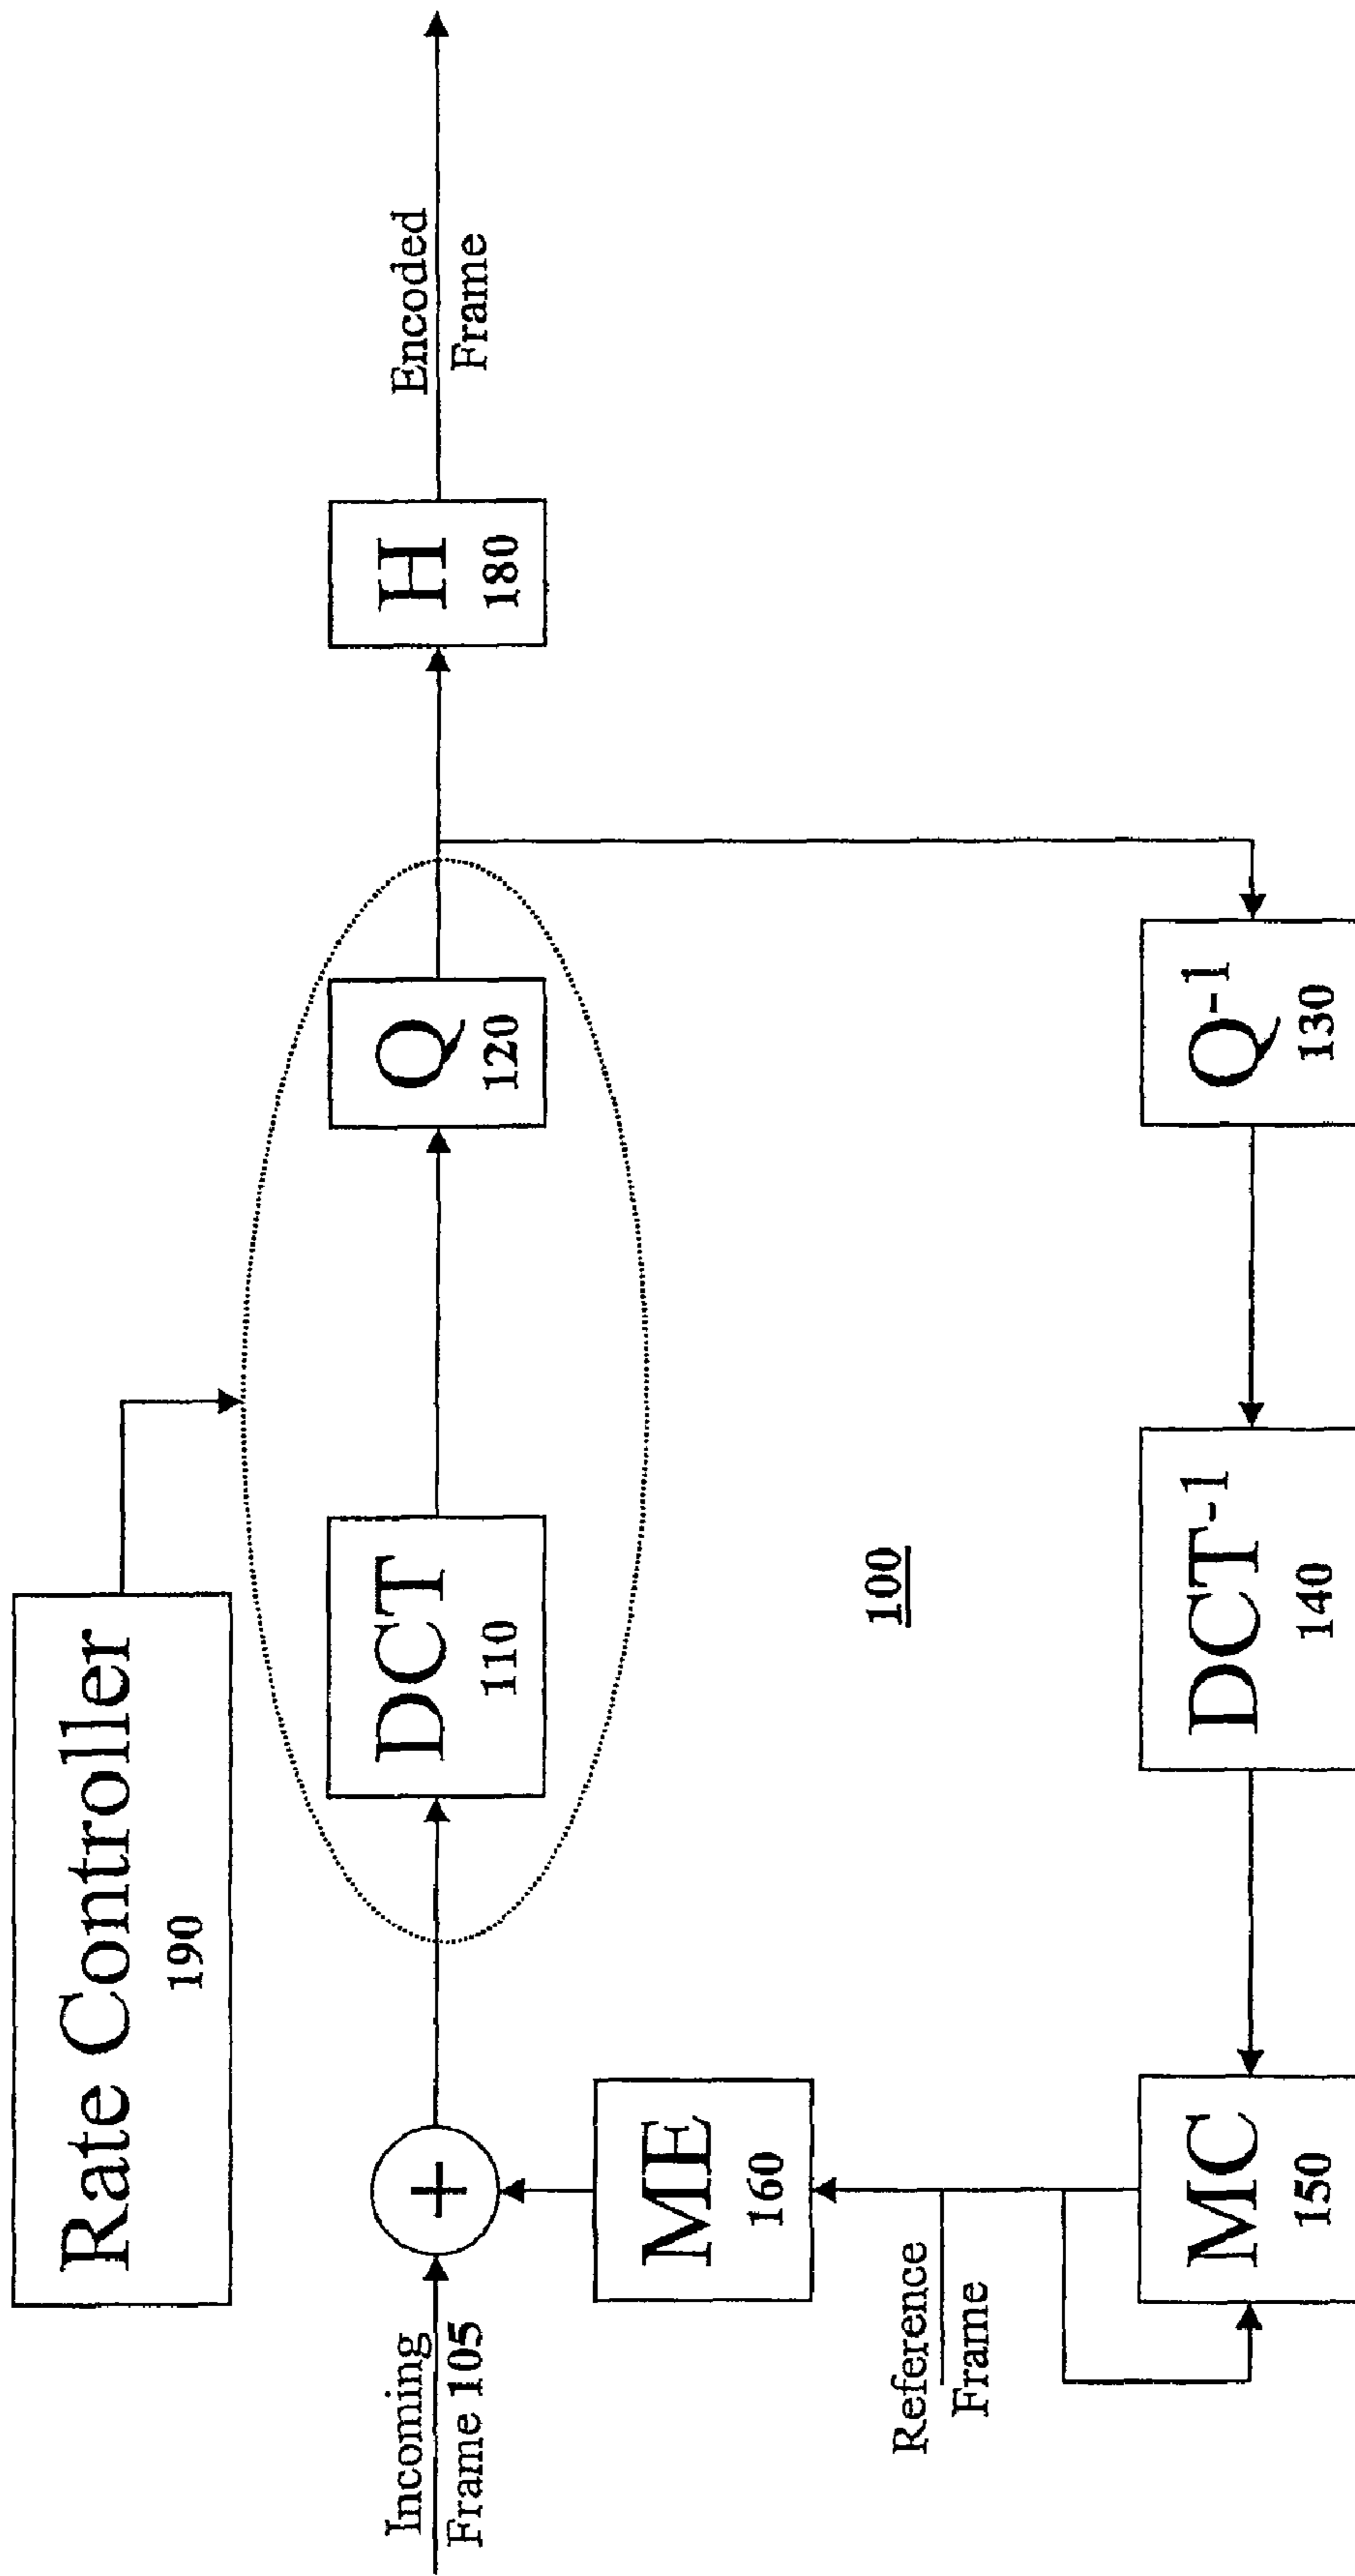 Rate Controller
190
Incoming
Frame 105
+
DCT
110
Q
120
H
180
Encoded
Frame
ME
160
100
Reference
Frame
MC
150
DCT-1
140
Q-1
130